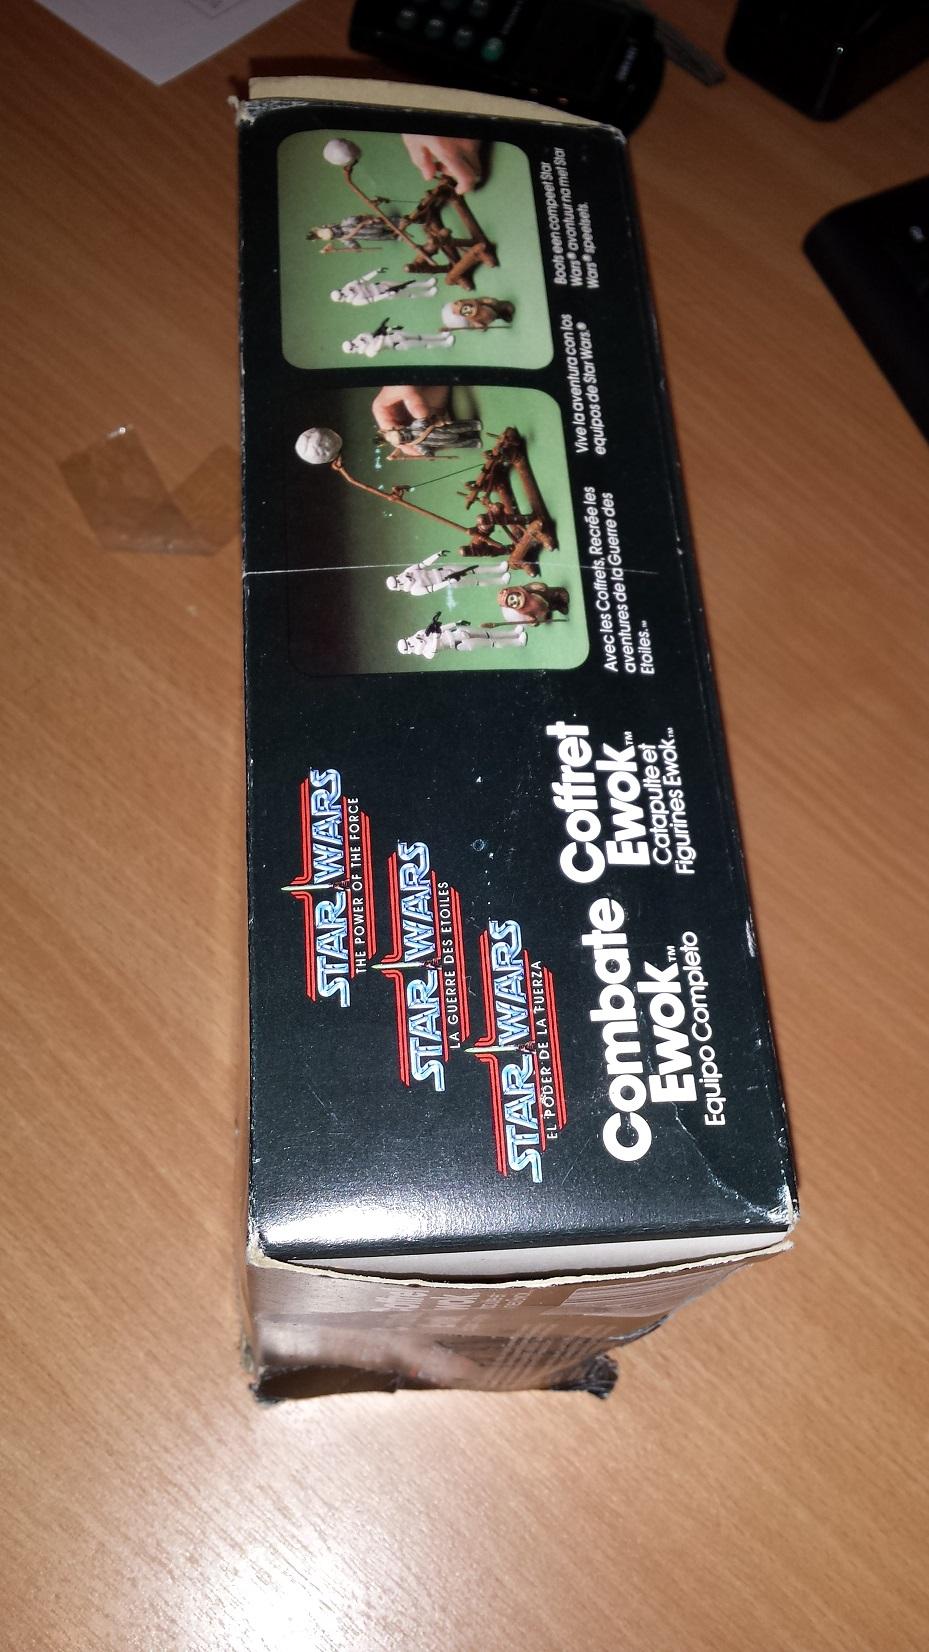 STAR WARS
THE POWER OF THE FORCE
STAR WARS
LA GUERRE DES ETOILES
STAR WARS
EL PODER DE LA FUERZA
Combate
Ewok™
Equipo Completo
Coffret
Ewok™
Catapulte et
Figurines Ewok™
Avec les Coffrets, Recrée les
aventures de la Guerre des
Etoiles.™
Vive la aventura con los
equipos de Star Wars.®
Boots een compeet Star
Wars® avontuur na met Star
Wars® speelsets.